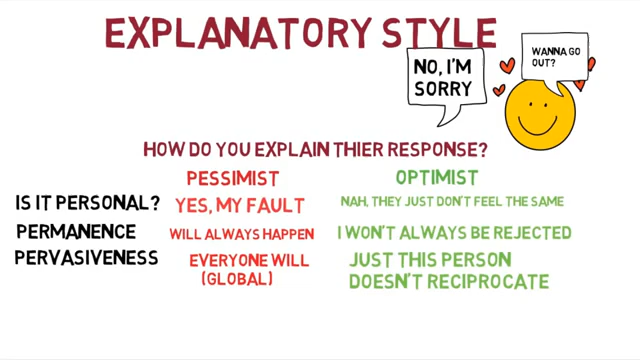 EXPLANATORY STYLE
WANNA GO
OUT?
NO, I'M
SORRY
HOW DO YOU EXPLAIN THIER RESPONSE?
PESSIMIST
OPTIMIST
IS IT PERSONAL?
YES, MY FAULT
NAH, THEY JUST DON'T FEEL THE SAME
PERMANENCE
WILL ALWAYS HAPPEN
I WON'T ALWAYS BE REJECTED
PERVASIVENESS
EVERYONE WILL
(GLOBAL)
JUST THIS PERSON
DOESN'T RECIPROCATE